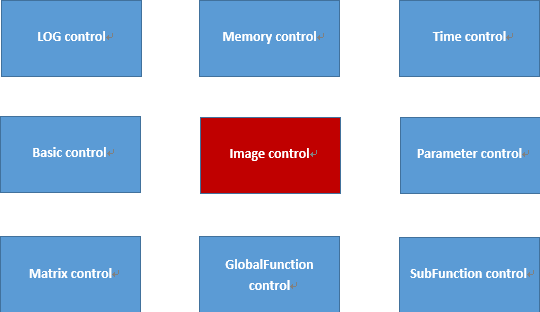 LOG control
Memory control
Time control
Basic control
Image control
Parameter control
Matrix control
GlobalFunction
control
SubFunction control